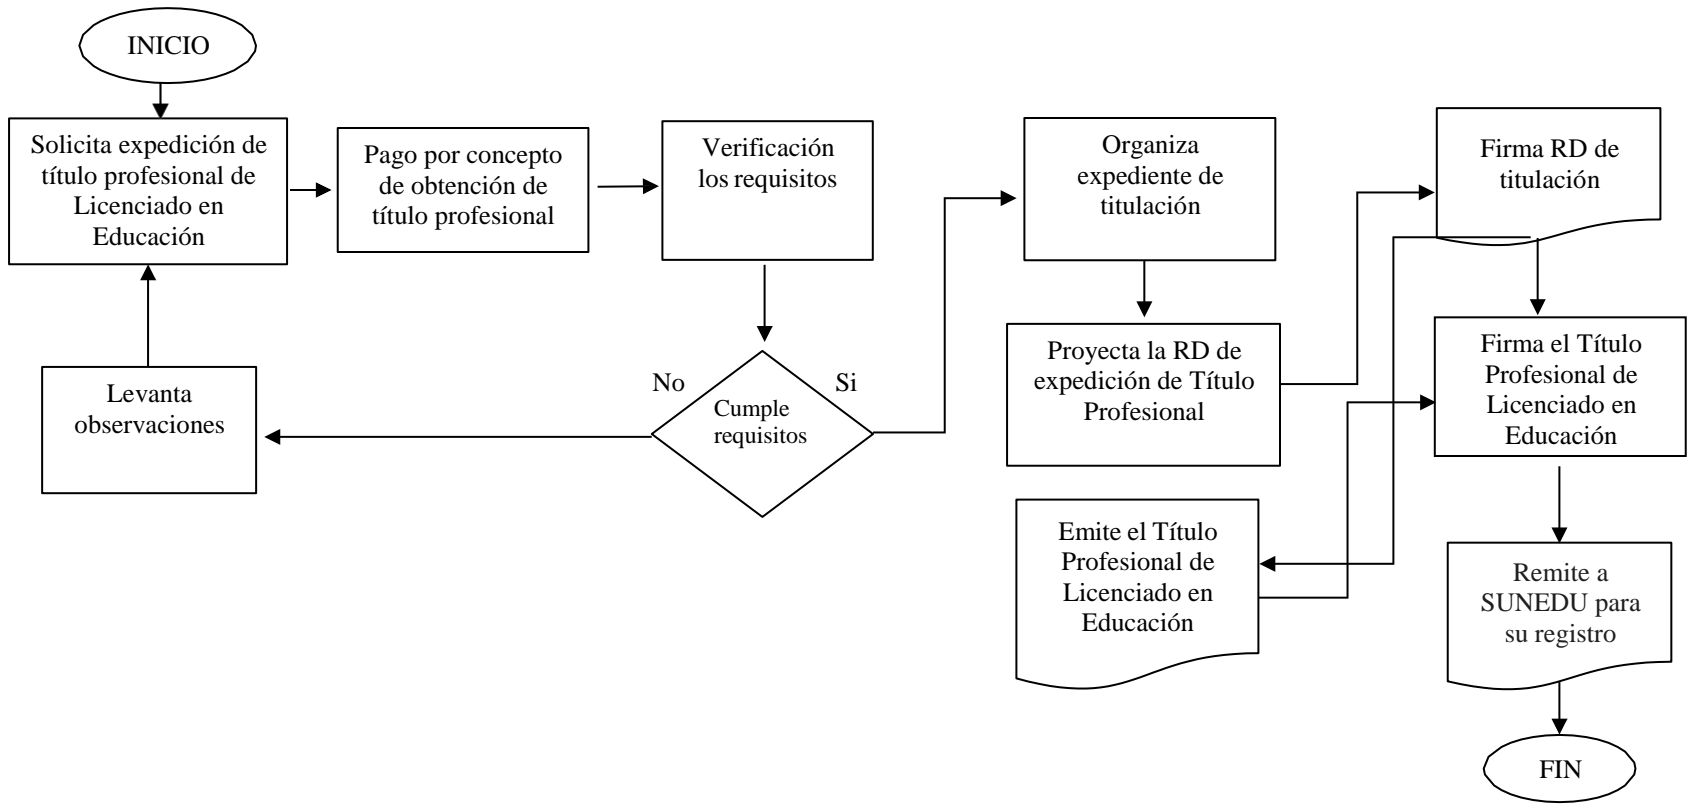 INICIO
Solicita expedición de
título profesional de
Licenciado en
Educación
Pago por concepto
de obtención de
título profesional
Verificación
los requisitos
No
Si
Cumple
requisitos
Levanta
observaciones
Organiza
expediente de
titulación
Proyecta la RD de
expedición de Título
Profesional
Firma RD de
titulación
Emite el Título
Profesional de
Licenciado en
Educación
Firma el Título
Profesional de
Licenciado en
Educación
Remite a
SUNEDU para
su registro
FIN